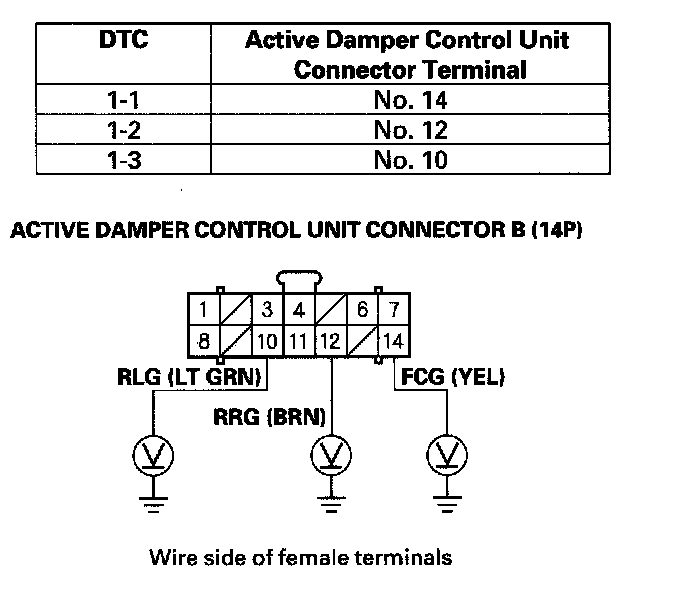 DTC Active Damper Control Unit
Connector Terminal
1-1 No. 14
1-2 No. 12
1-3 No. 10
ACTIVE DAMPER CONTROL UNIT CONNECTOR B (14P)
1 3 4 6 7
8 10 11 12 14
RLG (LT GRN) FCG (YEL)
RRG (BRN)
V V V
Wire side of female terminals